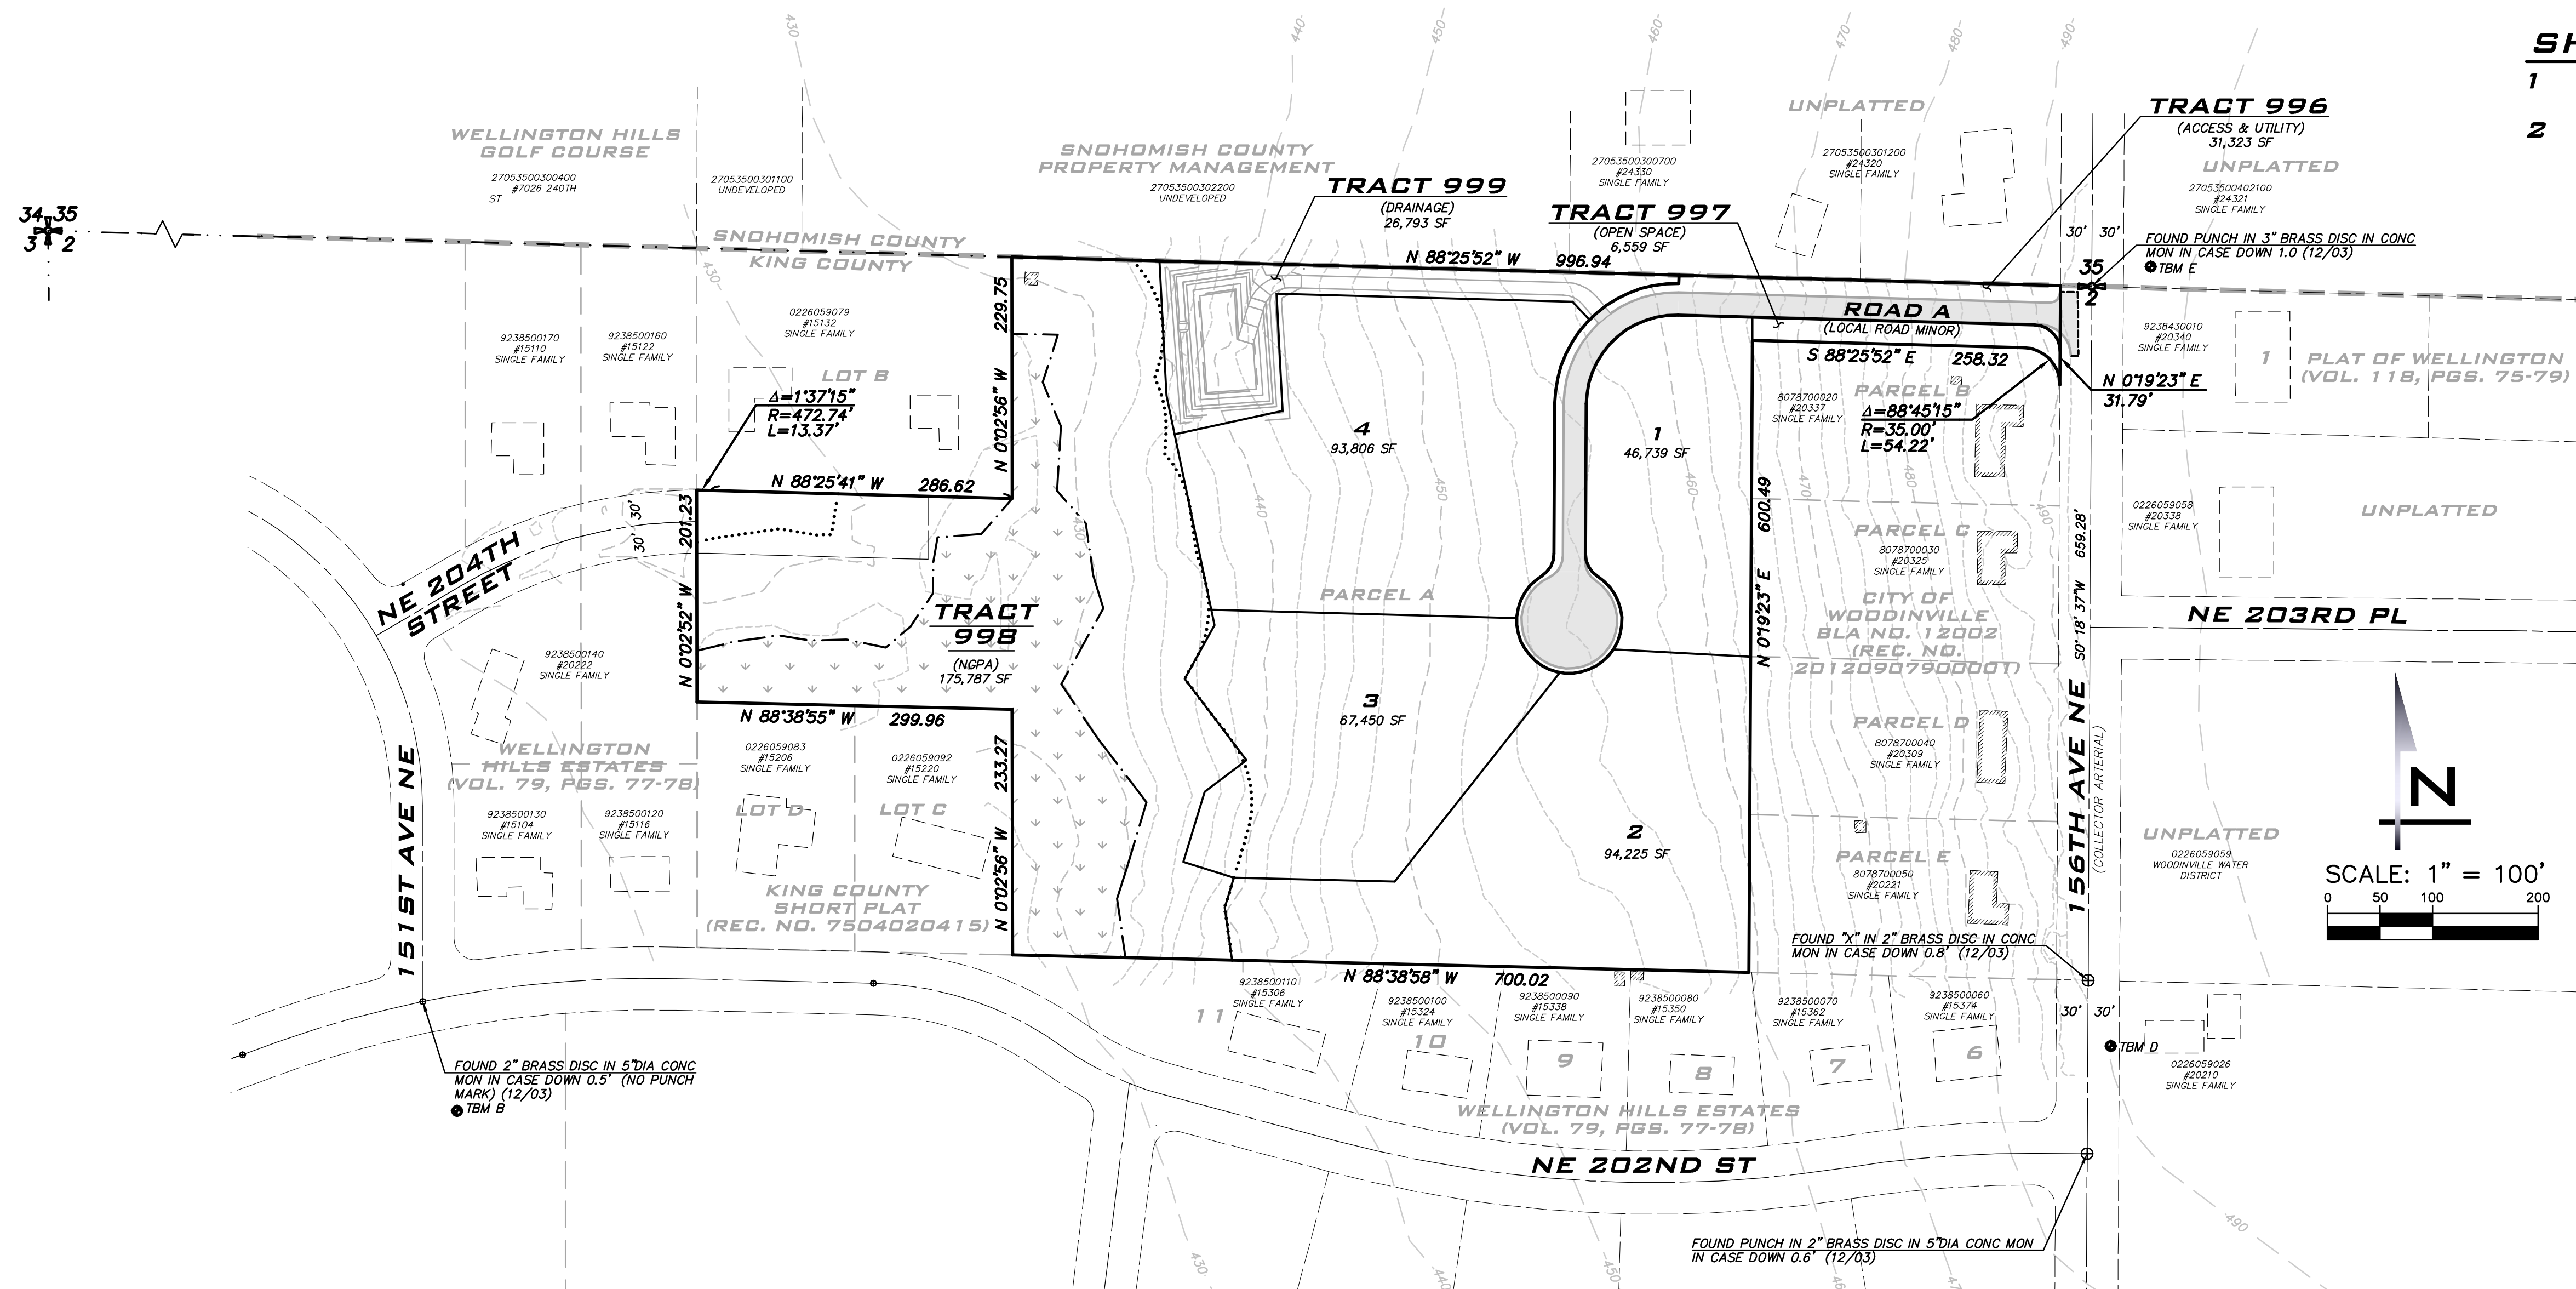 SH
1
2
TRACT 996
(ACCESS & UTILITY)
31,323 SF
UNPLATTED
27053500402100
#24321
SINGLE FAMILY
430
440
450
460
470
480
490
WELLINGTON HILLS
GOLF COURSE
27053500300400
#7026 240TH
ST
27053500301100
UNDEVELOPED
SNOHOMISH COUNTY
PROPERTY MANAGEMENT
27053500302200
UNDEVELOPED
TRACT 999
(DRAINAGE)
26,793 SF
TRACT 997
(OPEN SPACE)
6,559 SF
27053500300700
#24330
SINGLE FAMILY
UNPLATTED
27053500301200
#24320
SINGLE FAMILY
34 35
3 2
SNOHOMISH COUNTY
KING COUNTY
430
N 88°25'52" W 996.94
30' 30'
FOUND PUNCH IN 3" BRASS DISC IN CONC
MON IN CASE DOWN 1.0 (12/03)
TBM E
35
2
9238500170
#15110
SINGLE FAMILY
9238500160
#15122
SINGLE FAMILY
0226059079
#15132
SINGLE FAMILY
LOT B
Δ=1°37'15"
R=472.74'
L=13.37'
N 0°02'56" W 229.75
ROAD A
(LOCAL ROAD MINOR)
S 88°25'52" E 258.32
PARCEL B
8078700020
#20337
SINGLE FAMILY
Δ=88°45'15"
R=35.00'
L=54.22'
N 0°19'23" E
31.79'
9238430010
#20340
SINGLE FAMILY
1
PLAT OF WELLINGTON
(VOL. 118, PGS. 75-79)
4
93,806 SF
1
46,739 SF
N 88°25'41" W 286.62
30' 30'
N 0°02'52" W 201.23
NE 204TH
STREET
430
440
450
460
470
480
490
N 0°19'23" E 600.49
PARCEL C
8078700030
#20325
SINGLE FAMILY
S0° 18' 37"W 659.28'
0226059058
#20338
SINGLE FAMILY
UNPLATTED
PARCEL A
TRACT
998
(NGPA)
175,787 SF
CITY OF
WOODINVILLE
BLA NO. 12002
(REC. NO.
20120907900001)
NE 203RD PL
9238500140
#20222
SINGLE FAMILY
3
67,450 SF
N 88°38'55" W 299.96
PARCEL D
8078700040
#20309
SINGLE FAMILY
WELLINGTON
HILLS ESTATES
(VOL. 79, PGS. 77-78)
0226059083
#15206
SINGLE FAMILY
0226059092
#15220
SINGLE FAMILY
LOT D
LOT C
N 0°02'56" W 233.27
9238500130
#15104
SINGLE FAMILY
9238500120
#15116
SINGLE FAMILY
151ST AVE NE
2
94,225 SF
PARCEL E
8078700050
#20221
SINGLE FAMILY
156TH AVE NE
(COLLECTOR ARTERIAL)
UNPLATTED
0226059059
WOODINVILLE WATER
DISTRICT
N
SCALE: 1" = 100'
0 50 100 200
KING COUNTY
SHORT PLAT
(REC. NO. 7504020415)
FOUND "X" IN 2" BRASS DISC IN CONC
MON IN CASE DOWN 0.8' (12/03)
N 88°38'58" W 700.02
9238500110
#15306
SINGLE FAMILY
9238500100
#15324
SINGLE FAMILY
9238500090
#15338
SINGLE FAMILY
9238500080
#15350
SINGLE FAMILY
9238500070
#15362
SINGLE FAMILY
9238500060
#15374
SINGLE FAMILY
30' 30'
11
10
9
8
7
6
TBM D
0226059026
#20210
SINGLE FAMILY
FOUND 2" BRASS DISC IN 5"DIA CONC
MON IN CASE DOWN 0.5' (NO PUNCH
MARK) (12/03)
TBM B
WELLINGTON HILLS ESTATES
(VOL. 79, PGS. 77-78)
NE 202ND ST
FOUND PUNCH IN 2" BRASS DISC IN 5"DIA CONC MON
IN CASE DOWN 0.6' (12/03)
430
440
450
490